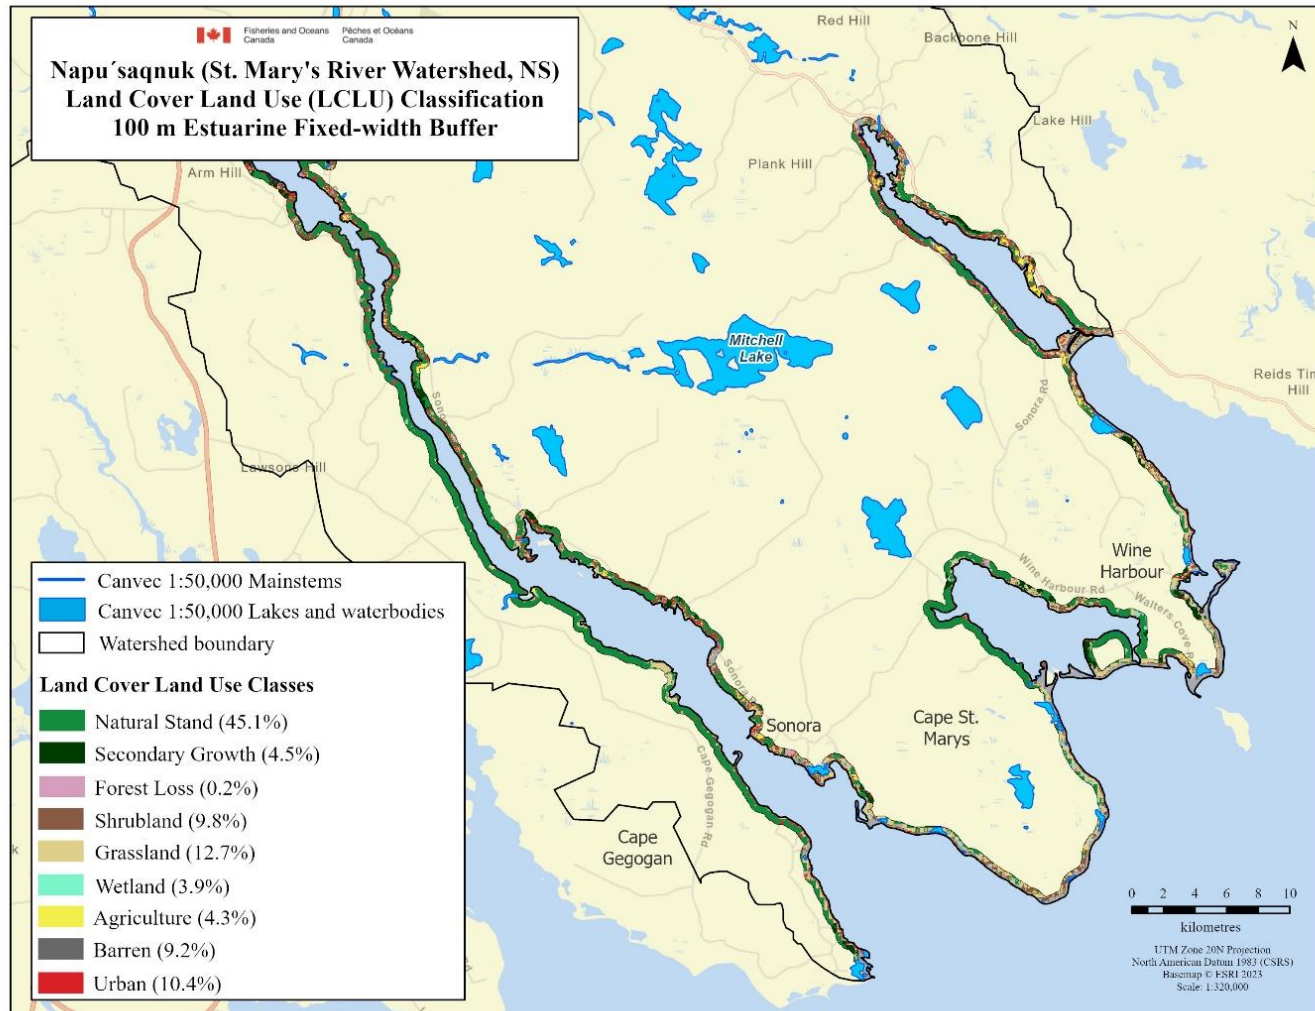 Fisheries and Oceans Pêches et Océans
Canada Canada
Napu´saqnuk (St. Mary's River Watershed, NS)
Land Cover Land Use (LCLU) Classification
100 m Estuarine Fixed-width Buffer
Red Hill
Backbone Hill
N
Lake Hill
Plank Hill
Arm Hill
Mitchell
Lake
Reids Tin
Hill
Sonora Rd
Sonor
Lawsons Hill
Wine
Harbour
Wine Harbour Rd
Walters Cove R
Canvec 1:50,000 Mainstems
Canvec 1:50,000 Lakes and waterbodies
Watershed boundary
Land Cover Land Use Classes
Natural Stand (45.1%)
Secondary Growth (4.5%)
Forest Loss (0.2%)
Shrubland (9.8%)
Grassland (12.7%)
Wetland (3.9%)
Agriculture (4.3%)
Barren (9.2%)
Urban (10.4%)
Sonora R
Sonora
Cape St.
Marys
Cape Gegogan Rd
Cape
Gegogan
0 2 4 6 8 10
kilometres
UTM Zone 20N Projection
North American Datum 1983 (CSRS)
Basemap © ESRI 2023
Scale: 1:320,000